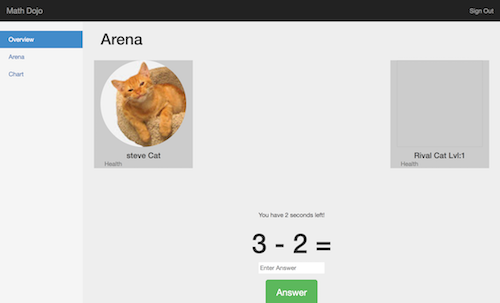 Math Dojo
Sign Out
Overview
Arena
Chart
Arena
steve Cat
Health
Rival Cat Lvl:1
Health
You have 2 seconds left!
3 - 2 =
Enter Answer
Answer